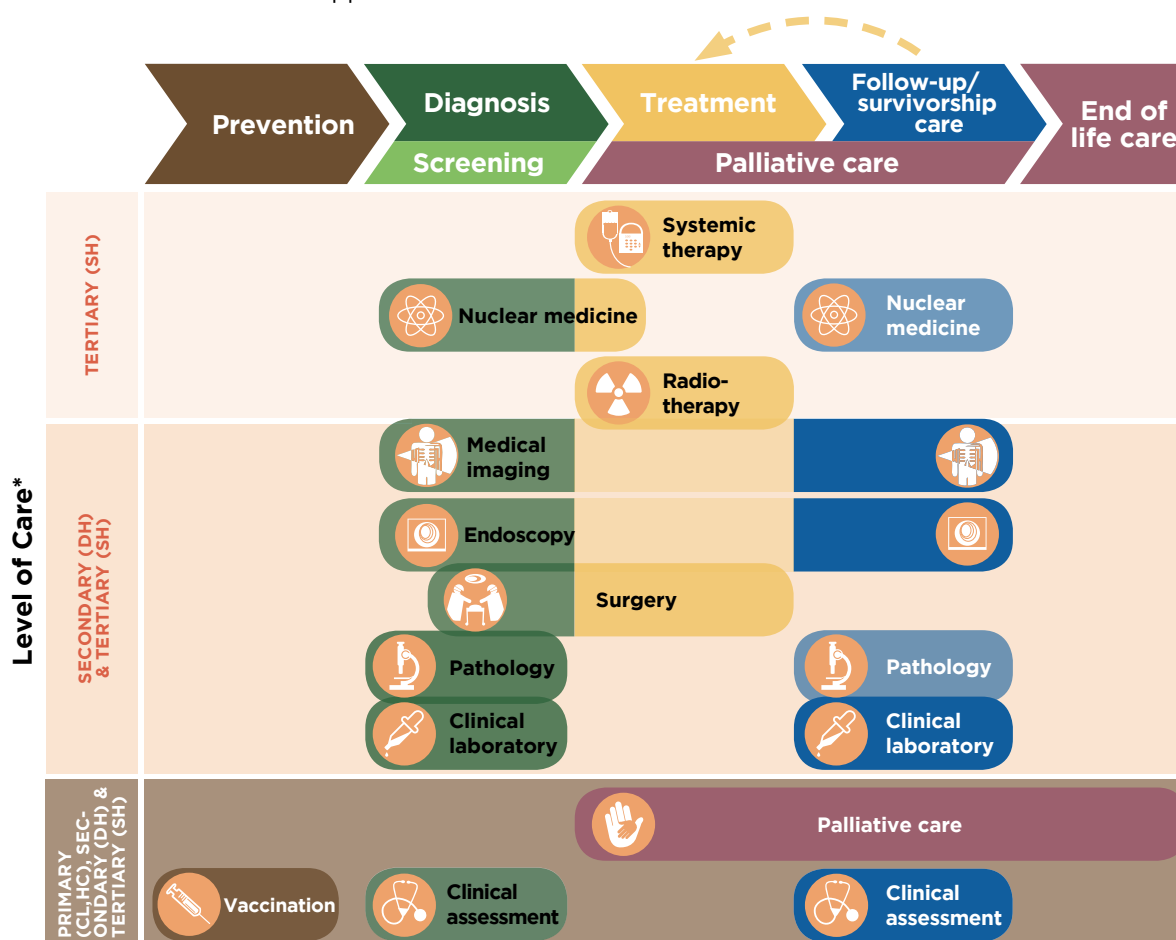 Prevention
Diagnosis
Screening
Treatment
Follow-up/
survivorship
care
Palliative care
End of
life care
Level of Care*
TERTIARY (SH)
Systemic
therapy
Nuclear medicine
Nuclear
medicine
Radio-
therapy
SECONDARY (DH)
& TERTIARY (SH)
Medical
imaging
Endoscopy
Surgery
Pathology
Pathology
Clinical
laboratory
Clinical
laboratory
PRIMARY
(CL,HC), SEC-
ONDARY (DH) &
TERTIARY (SH)
Palliative care
Vaccination
Clinical
assessment
Clinical
assessment